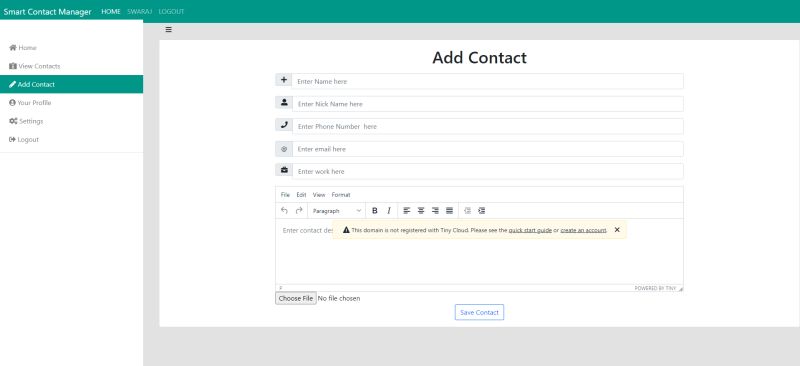 Smart Contact Manager HOME SWARAJ LOGOUT
Home
View Contacts
Add Contact
Your Profile
Settings
Logout
Add Contact
Enter Name here
Enter Nick Name here
Enter Phone Number here
@ Enter email here
Enter work here
File Edit View Format
Paragraph B I
Enter contact des
This domain is not registered with Tiny Cloud. Please see the quick start guide or create an account.
P POWERED BY TINY
Choose File No file chosen
Save Contact